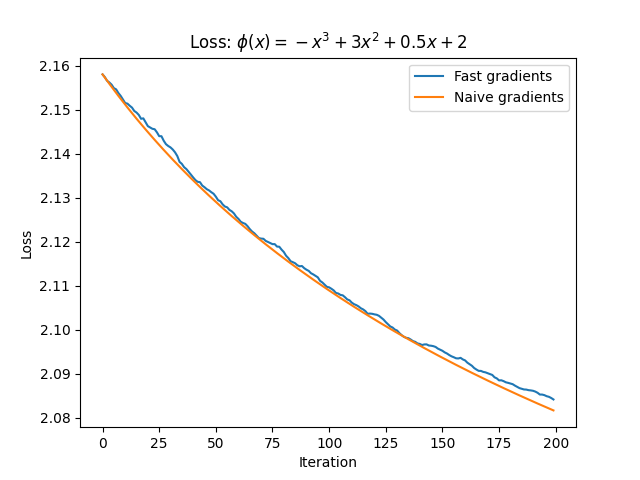 Loss: ϕ(x) = − x³ + 3x² + 0.5x + 2
2.16
2.15
2.14
2.13
2.12
2.11
2.10
2.09
2.08
Loss
Fast gradients
Naive gradients
0 25 50 75 100 125 150 175 200
Iteration